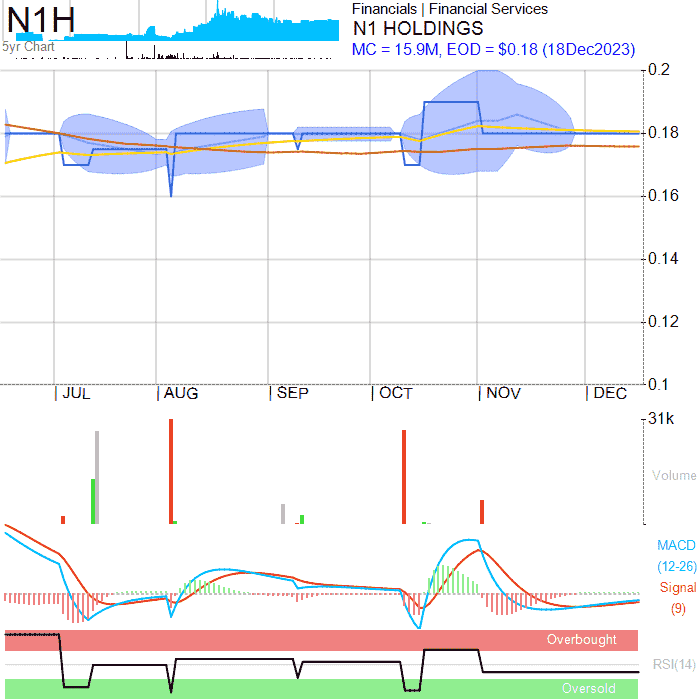 N1H
5yr Chart
Financials | Financial Services
N1 HOLDINGS
MC = 15.9M, EOD = $0.18 (18Dec2023)
0.2
0.18
0.16
0.14
0.12
0.1
JUL AUG SEP OCT NOV DEC
31k
Volume
MACD
(12-26)
Signal
(9)
Overbought
RSI(14)
Oversold